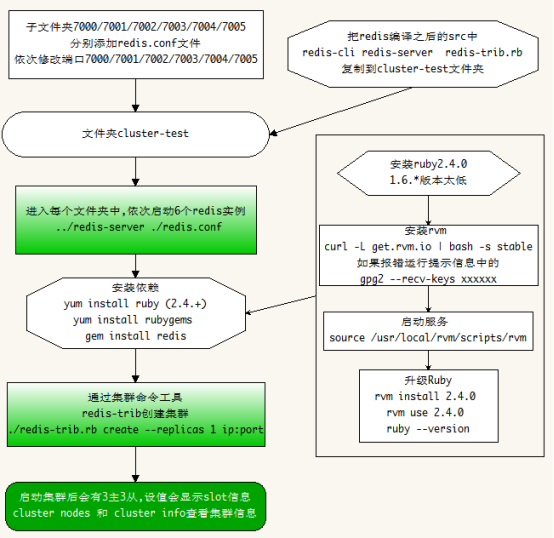 子文件夹7000/7001/7002/7003/7004/7005
分别添加redis.conf文件
依次修改端口7000/7001/7002/7003/7004/7005
把redis编译之后的src中
redis-cli redis-server redis-trib.rb
复制到cluster-test文件夹
文件夹cluster-test
进入每个文件夹中,依次启动6个redis实例
../redis-server ./redis.conf
安装依赖
yum install ruby (2.4.+)
yum install rubygems
gem install redis
通过集群命令工具
redis-trib创建集群
./redis-trib.rb create --replicas 1 ip:port
启动集群后会有3主3从,设值会显示slot信息
cluster nodes 和 cluster info查看集群信息
安装ruby2.4.0
1.6.*版本太低
安装rvm
curl -L get.rvm.io | bash -s stable
如果报错运行提示信息中的
gpg2 --recv-keys xxxxxx
启动服务
source /usr/local/rvm/scripts/rvm
升级Ruby
rvm install 2.4.0
rvm use 2.4.0
ruby --version